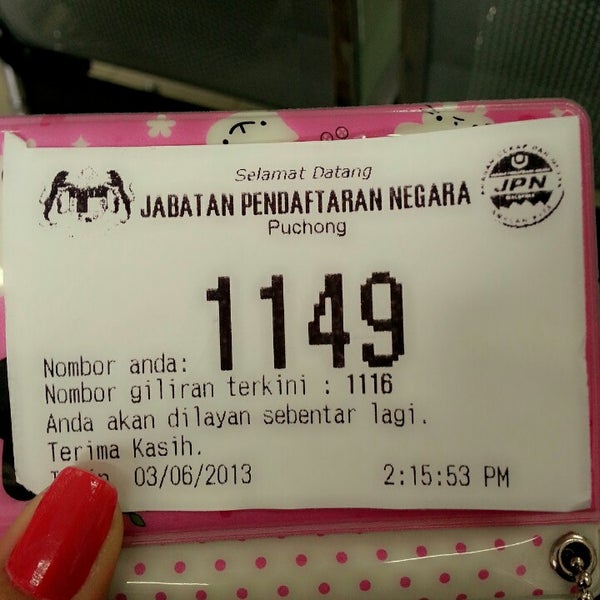 Selamat Datang
JABATAN PENDAFTARAN NEGARA
JPN
Puchong
Nombor anda: 1149
Nombor giliran terkini : 1116
Anda akan dilayan sebentar lagi.
Terima Kasih.
03/06/2013 2:15:53 PM